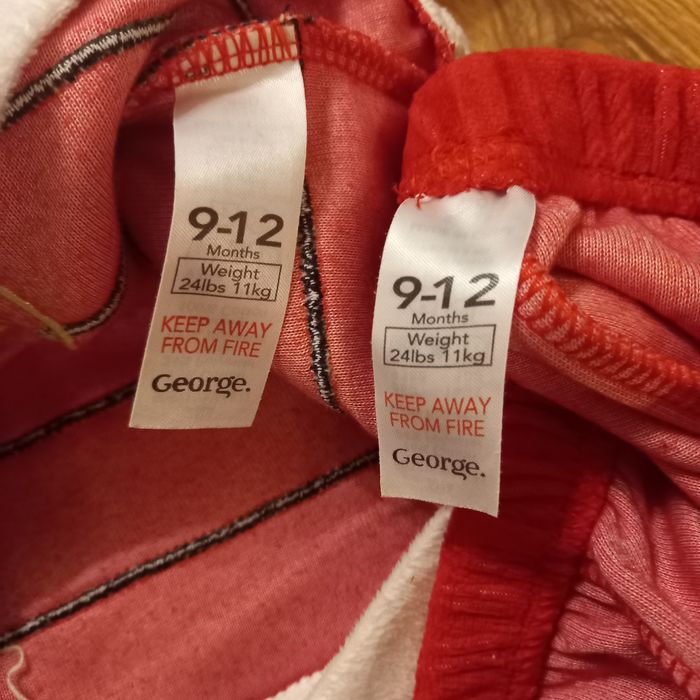 9-12
Months
Weight
24lbs 11kg
KEEP AWAY
FROM FIRE
George.
9-12
Months
Weight
24lbs 11kg
KEEP AWAY
FROM FIRE
George.